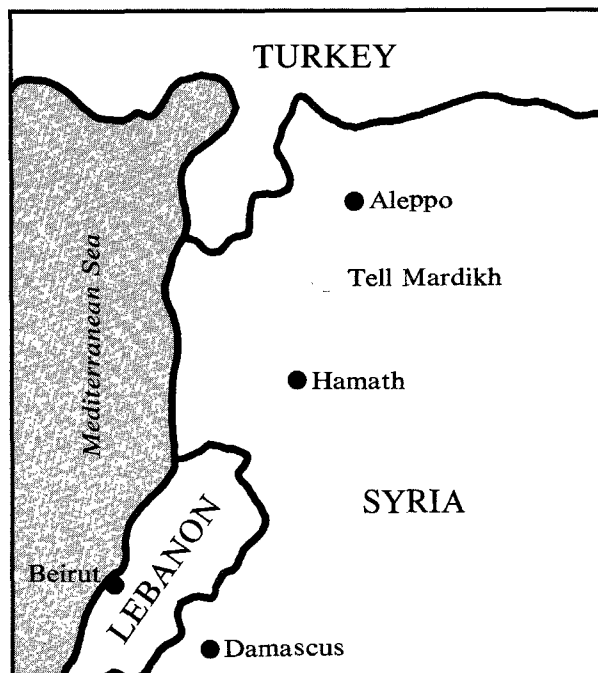 TURKEY
Aleppo
Tell Mardikh
Mediterranean Sea
Hamath
SYRIA
LEBANON
Beirut
Damascus